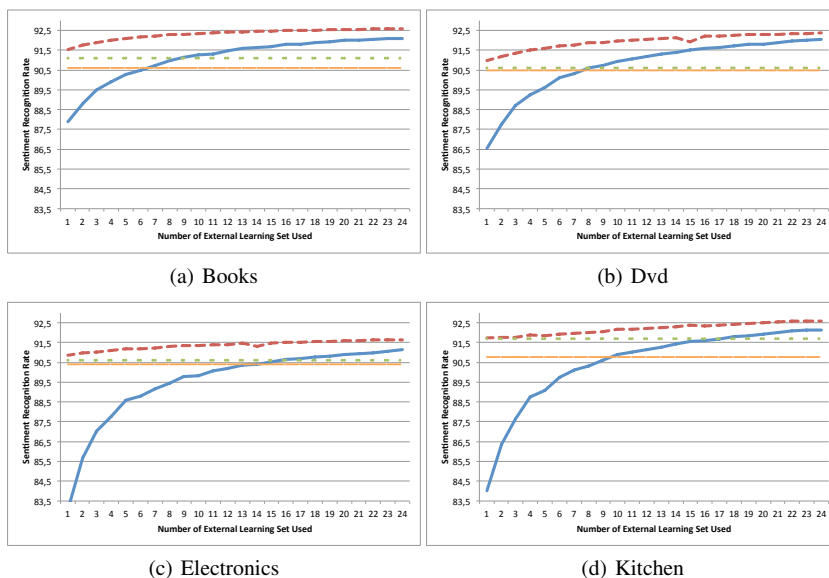 92,5
91,5
90,5
89,5
88,5
87,5
86,5
85,5
84,5
83,5
Sentiment Recognition Rate
1 2 3 4 5 6 7 8 9 10 11 12 13 14 15 16 17 18 19 20 21 22 23 24
Number of External Learning Set Used
(a) Books
92,5
91,5
90,5
89,5
88,5
87,5
86,5
85,5
84,5
83,5
Sentiment Recognition Rate
1 2 3 4 5 6 7 8 9 10 11 12 13 14 15 16 17 18 19 20 21 22 23 24
Number of External Learning Set Used
(b) Dvd
92,5
91,5
90,5
89,5
88,5
87,5
86,5
85,5
84,5
83,5
Sentiment Recognition Rate
1 2 3 4 5 6 7 8 9 10 11 12 13 14 15 16 17 18 19 20 21 22 23 24
Number of External Learning Set Used
(c) Electronics
92,5
91,5
90,5
89,5
88,5
87,5
86,5
85,5
84,5
83,5
Sentiment Recognition Rate
1 2 3 4 5 6 7 8 9 10 11 12 13 14 15 16 17 18 19 20 21 22 23 24
Number of External Learning Set Used
(d) Kitchen